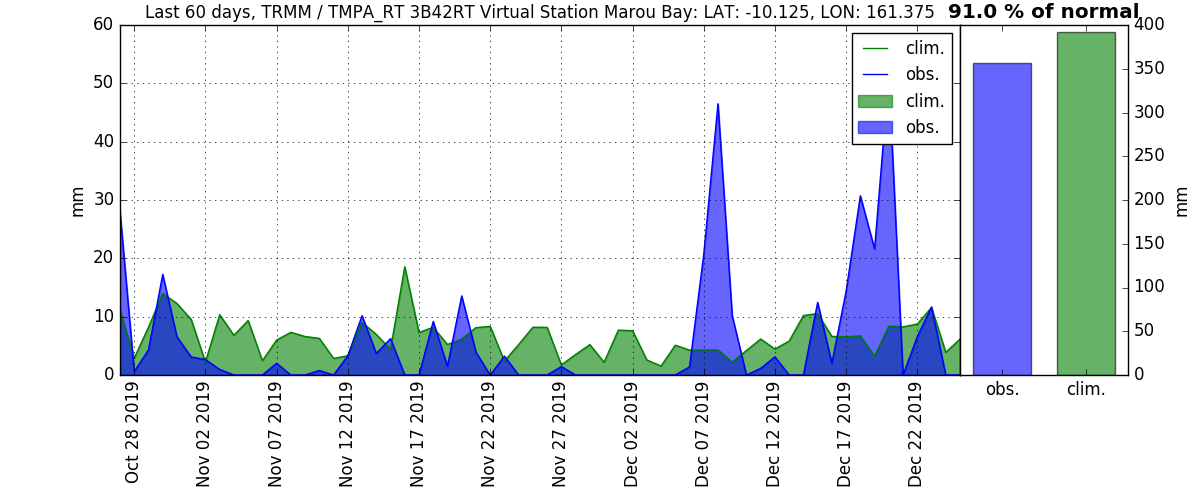 Last 60 days, TRMM / TMPA_RT 3B42RT Virtual Station Marou Bay: LAT: -10.125, LON: 161.375
91.0 % of normal
60
50
40
30
20
10
0
mm
clim.
obs.
clim.
obs.
Oct 28 2019
Nov 02 2019
Nov 07 2019
Nov 12 2019
Nov 17 2019
Nov 22 2019
Nov 27 2019
Dec 02 2019
Dec 07 2019
Dec 12 2019
Dec 17 2019
Dec 22 2019
400
350
300
250
200
150
100
50
0
mm
obs.
clim.